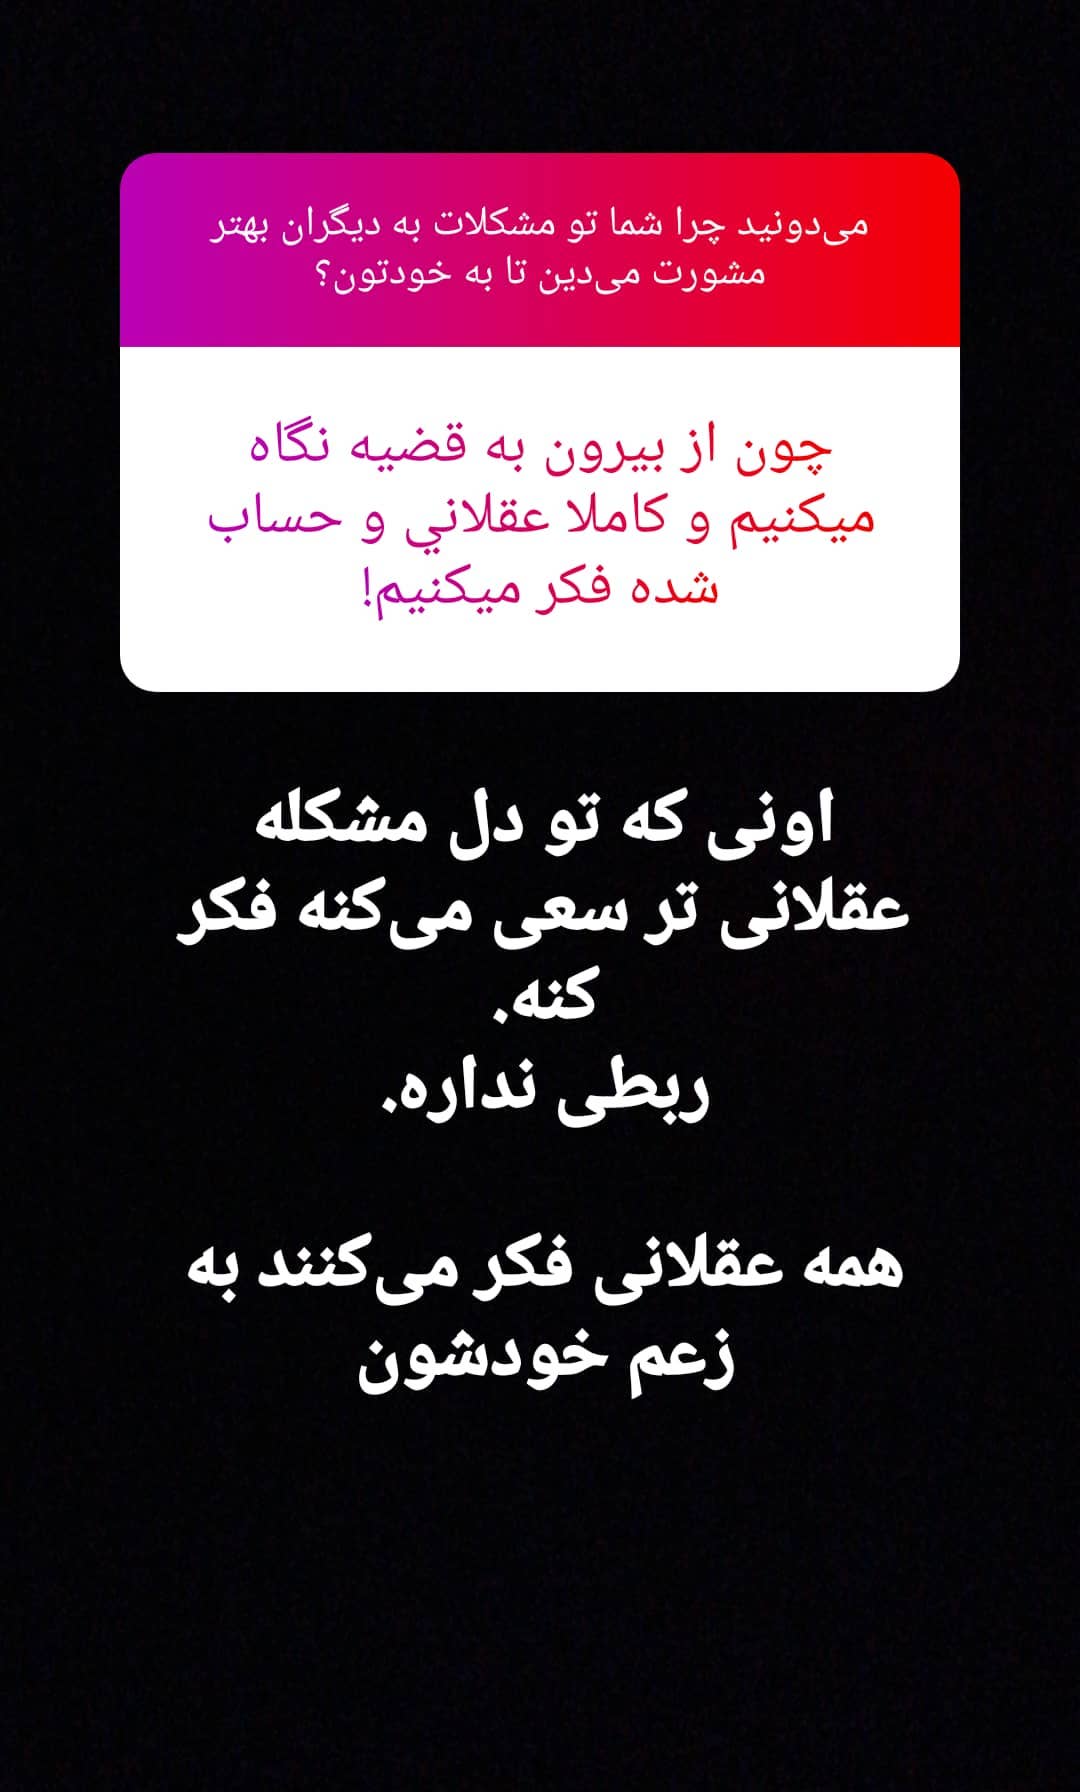 می‌دونید چرا شما تو مشکلات به دیگران بهتر
مشورت می‌دین تا به خودتون؟
چون از بیرون به قضیه نگاه
میکنیم و کاملا عقلاني و حساب
شده فکر میکنیم!
اونی که تو دل مشکله
عقلانی تر سعی می‌کنه فکر
کنه.
ربطی نداره.
همه عقلانی فکر می‌کنند به
زعم خودشون